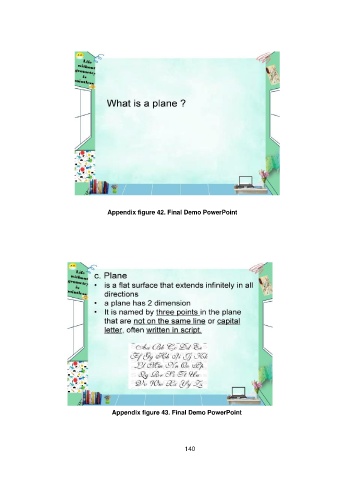 Life
without
geometry
is
pointless
What is a plane ?
Appendix figure 42. Final Demo PowerPoint
Life
without
geometry
is
pointless
c. Plane
• is a flat surface that extends infinitely in all
directions
• a plane has 2 dimension
• It is named by three points in the plane
that are not on the same line or capital
letter, often written in script.
Aa Bb Cc Dd Ee
Ff Gg Hh Ii Jj Kk
Ll Mm Nn Oo Pp
Qq Rr Ss Tt Uu
Vv Ww Xx Yy Zz
Appendix figure 43. Final Demo PowerPoint
140